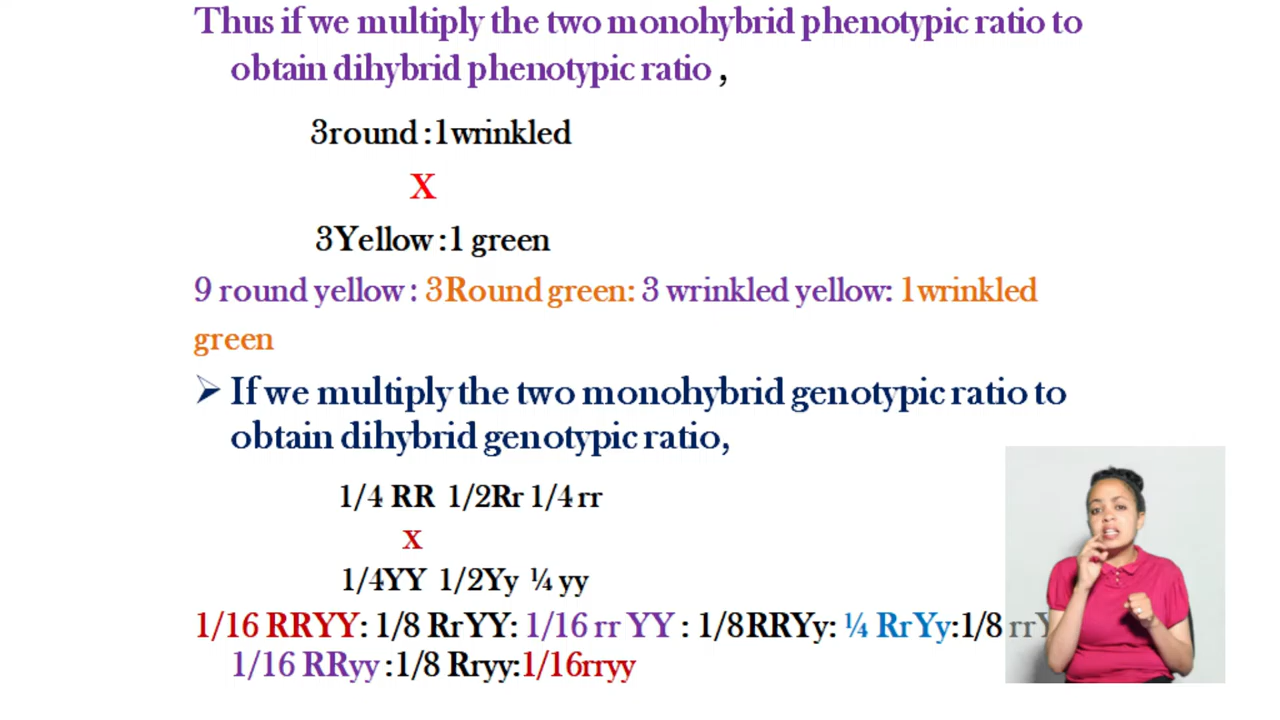 Thus if we multiply the two monohybrid phenotypic ratio to
obtain dihybrid phenotypic ratio ,
3round :1wrinkled
X
3Yellow :1 green
9 round yellow : 3Round green: 3 wrinkled yellow: 1wrinkled
green
➢ If we multiply the two monohybrid genotypic ratio to
obtain dihybrid genotypic ratio,
1/4 RR 1/2Rr 1/4 rr
x
1/4YY 1/2Yy ¼ yy
1/16 RRYY: 1/8 RrYY: 1/16 rr YY : 1/8RRYy: ¼ RrYy:1/8
1/16 RRyy :1/8 Rryy:1/16rryy